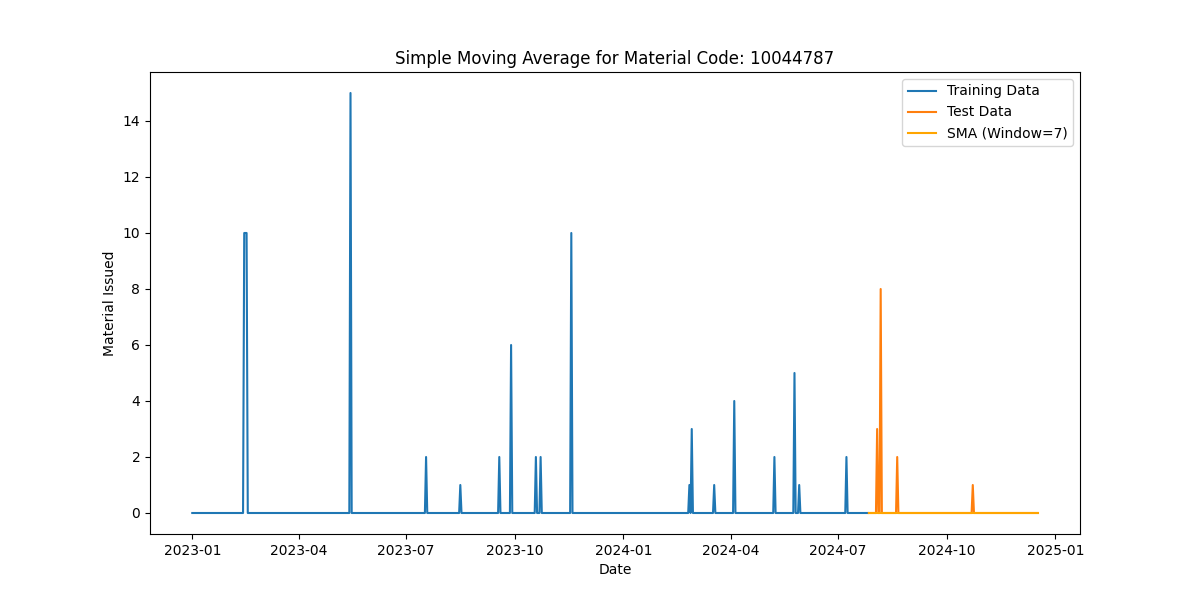 Simple Moving Average for Material Code: 10044787
Training Data
Test Data
SMA (Window=7)
Material Issued
14
12
10
8
6
4
2
0
2023-01
2023-04
2023-07
2023-10
2024-01
2024-04
2024-07
2024-10
2025-01
Date